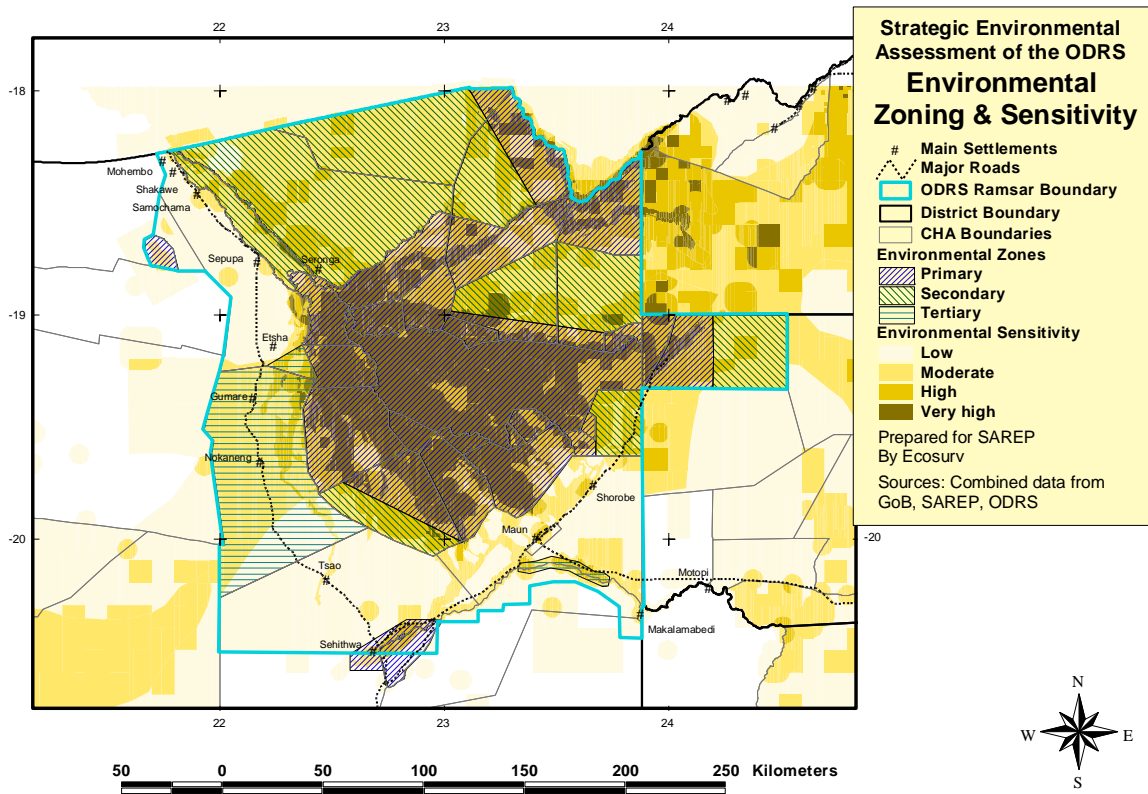 Strategic Environmental
Assessment of the ODRS
Environmental
Zoning & Sensitivity
# Main Settlements
Major Roads
ODRS Ramsar Boundary
District Boundary
CHA Boundaries
Environmental Zones
Primary
Secondary
Tertiary
Environmental Sensitivity
Low
Moderate
High
Very high
Prepared for SAREP
By Ecosurv
Sources: Combined data from
GoB, SAREP, ODRS
22 23 24
-18
-19
-20 -20
Mohembo
Shakawe
Samochama
Sepupa
Seronga
Etsha
Gumare
Nokaneng
Shorobe
Maun
Tsao
Motopi
Makalamabedi
Sehithwa
22 23 24
50 0 50 100 150 200 250 Kilometers
N
W E
S